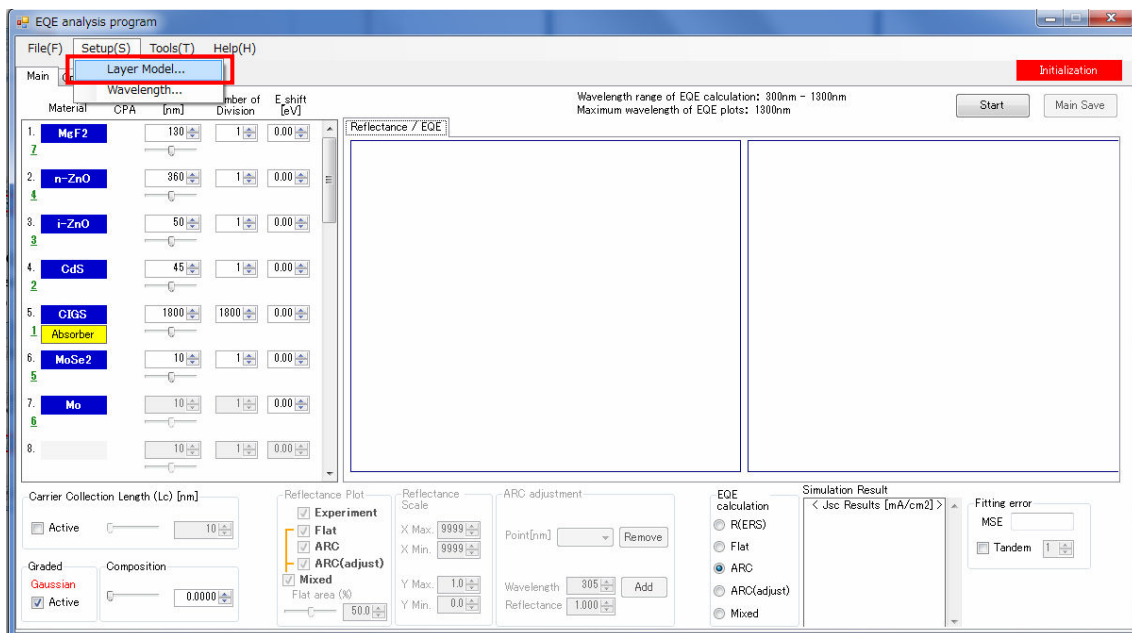 EQE analysis program
File(F) Setup(S) Tools(T) Help(H)
Layer Model...
Wavelength...
Main
Initialization
Material CPA [nm] Division E_shift [eV]
Wavelength range of EQE calculation: 300nm - 1300nm
Maximum wavelength of EQE plots: 1300nm
Start Main Save
Reflectance / EQE
1. MgF2 130 1 0.00
7
2. n-ZnO 360 1 0.00
4
3. i-ZnO 50 1 0.00
3
4. CdS 45 1 0.00
2
5. CIGS 1800 1800 0.00
1 Absorber
6. MoSe2 10 1 0.00
5
7. Mo 10 1 0.00
6
8. 10 1 0.00
Carrier Collection Length (Lc) [nm]
Active 10
Graded
Gaussian
Active
Composition
0.0000
Reflectance Plot
Experiment
Flat
ARC
ARC(adjust)
Mixed
Flat area (%)
50.0
Reflectance
Scale
X Max. 9999
X Min. 9999
Y Max. 1.0
Y Min. 0.0
ARC adjustment
Point[nm] Remove
Wavelength 305 Add
Reflectance 1.000
EQE
calculation
R(ERS)
Flat
ARC
ARC(adjust)
Mixed
Simulation Result
< Jsc Results [mA/cm2] >
Fitting error
MSE
Tandem 1